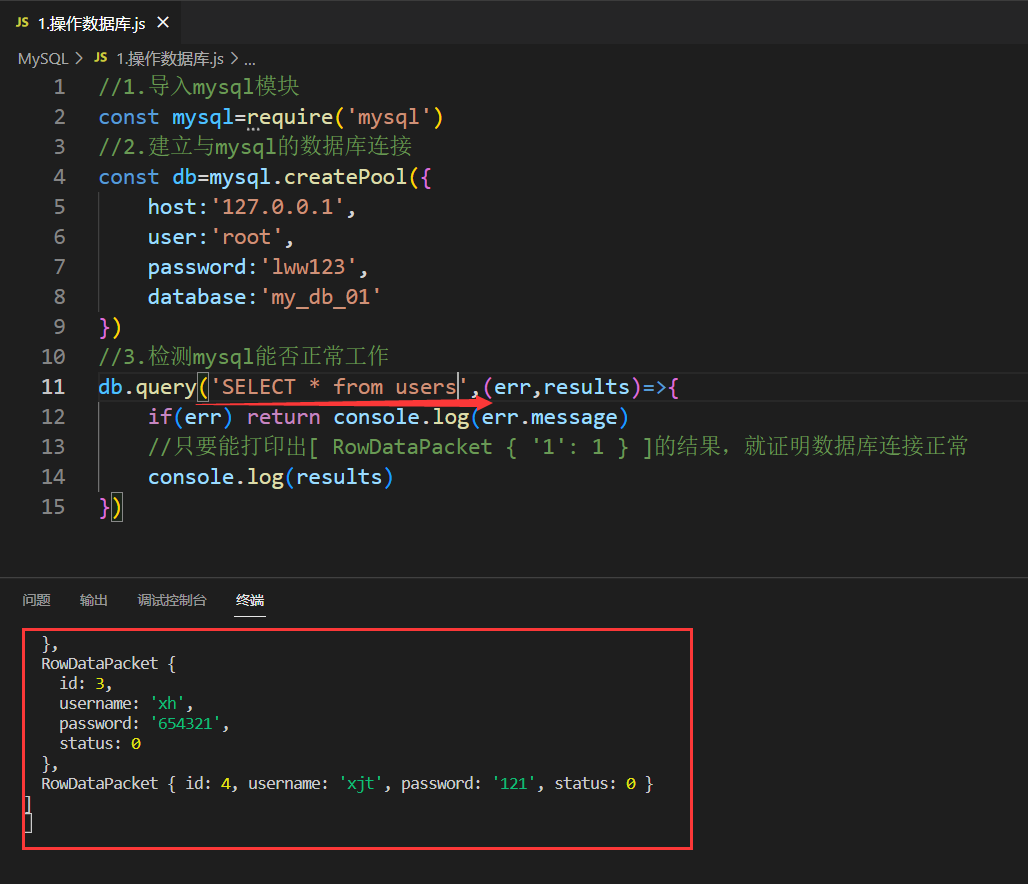 JS 1.操作数据库.js ×
MySQL > JS 1.操作数据库.js > ...
1 //1.导入mysql模块
2 const mysql=require('mysql')
3 //2.建立与mysql的数据库连接
4 const db=mysql.createPool({
5 host:'127.0.0.1',
6 user:'root',
7 password:'lww123',
8 database:'my_db_01'
9 })
10 //3.检测mysql能否正常工作
11 db.query('SELECT * from users',(err,results)=>{
12 if(err) return console.log(err.message)
13 //只要能打印出[ RowDataPacket { '1': 1 } ]的结果，就证明数据库连接正常
14 console.log(results)
15 })
问题 输出 调试控制台 终端
},
RowDataPacket {
id: 3,
username: 'xh',
password: '654321',
status: 0
},
RowDataPacket { id: 4, username: 'xjt', password: '121', status: 0 }
]